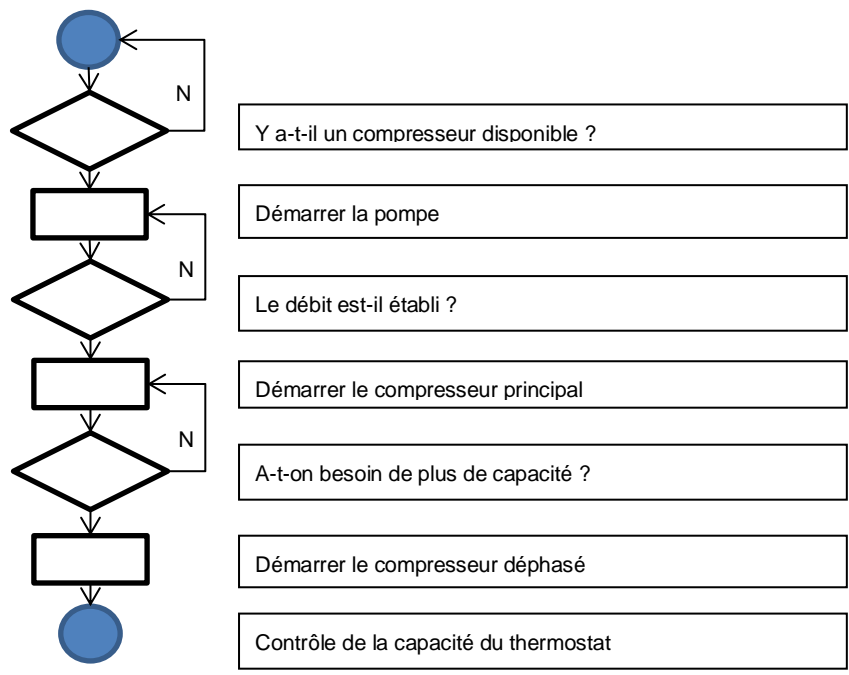 N
Y a-t-il un compresseur disponible ?
Démarrer la pompe
N
Le débit est-il établi ?
Démarrer le compresseur principal
N
A-t-on besoin de plus de capacité ?
Démarrer le compresseur déphasé
Contrôle de la capacité du thermostat